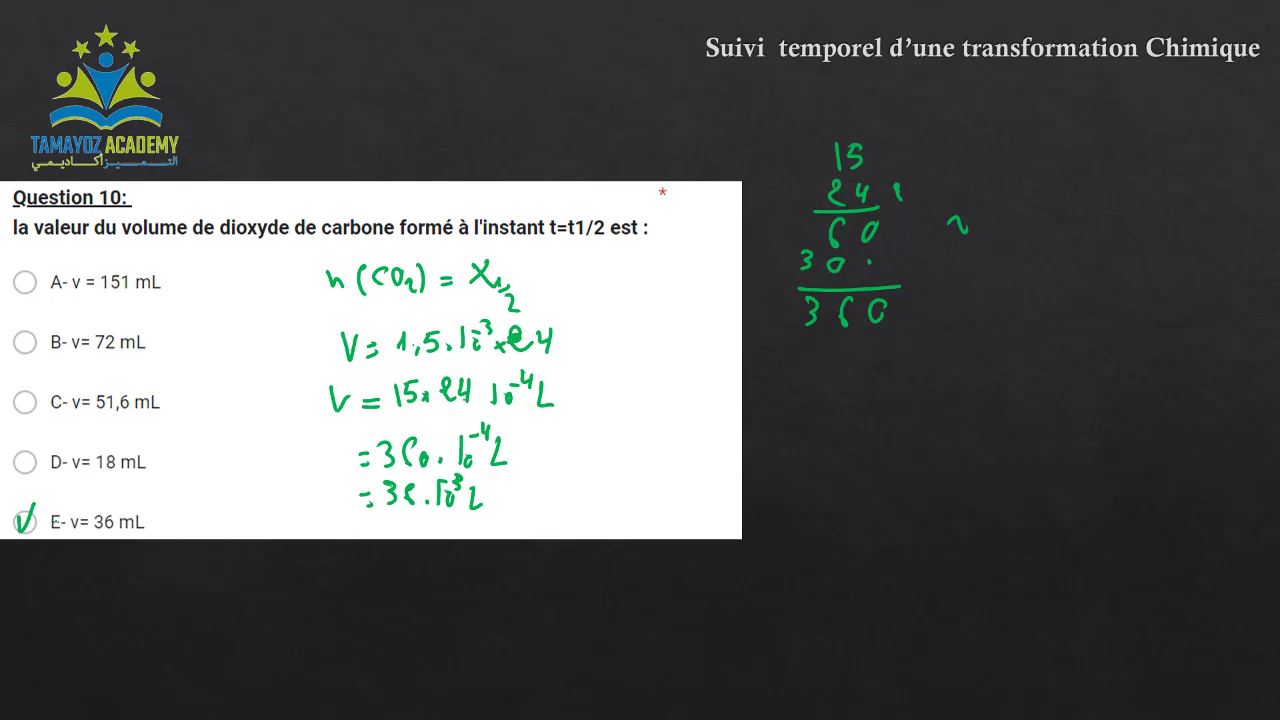 Suivi temporel d'une transformation Chimique
TAMAYOZ ACADEMY
التميز أكاديمي
Question 10: *
la valeur du volume de dioxyde de carbone formé à l'instant t=t1/2 est :
A- v = 151 mL
B- v= 72 mL
C- v= 51,6 mL
D- v= 18 mL
E- v= 36 mL
n (CO2) = X1/2
V = 1,5.10^3 × 24
V = 15 × 24 10^-4 L
= 360. 10^-4 L
= 36.10^3 L
15
24
60
30.
360